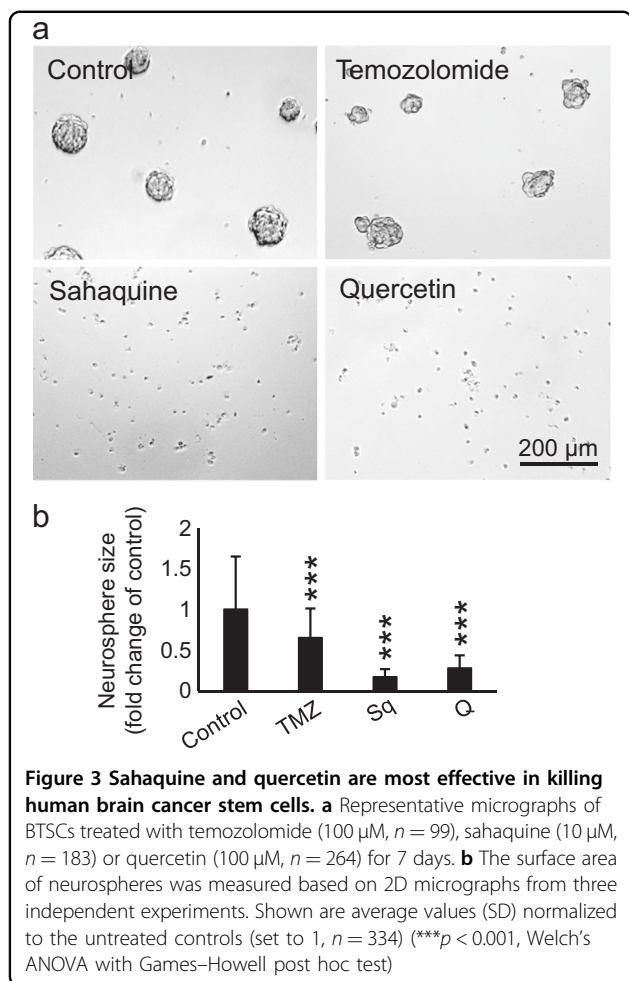 a
Control
Temozolomide
Sahaquine
Quercetin
200 µm
b
Neurosphere size
(fold change of control)
2
1.5
1
0.5
0
***
***
***
Control
TMZ
Sq
Q
Figure 3 Sahaquine and quercetin are most effective in killing
human brain cancer stem cells. a Representative micrographs of
BTSCs treated with temozolomide (100 µM, n = 99), sahaquine (10 µM,
n = 183) or quercetin (100 µM, n = 264) for 7 days. b The surface area
of neurospheres was measured based on 2D micrographs from three
independent experiments. Shown are average values (SD) normalized
to the untreated controls (set to 1, n = 334) (***p < 0.001, Welch's
ANOVA with Games–Howell post hoc test)